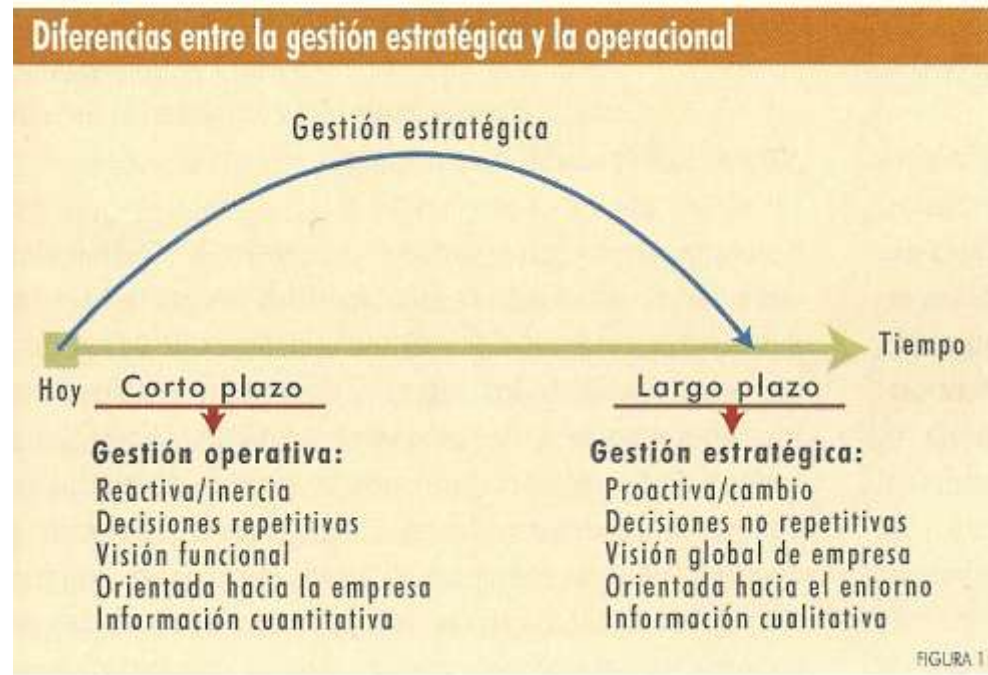 Diferencias entre la gestión estratégica y la operacional
Gestión estratégica
Tiempo
Hoy
Corto plazo
Largo plazo
Gestión operativa:
Reactiva/inercia
Decisiones repetitivas
Visión funcional
Orientada hacia la empresa
Información cuantitativa
Gestión estratégica:
Proactiva/cambio
Decisiones no repetitivas
Visión global de empresa
Orientada hacia el entorno
Información cualitativa
FIGURA 1